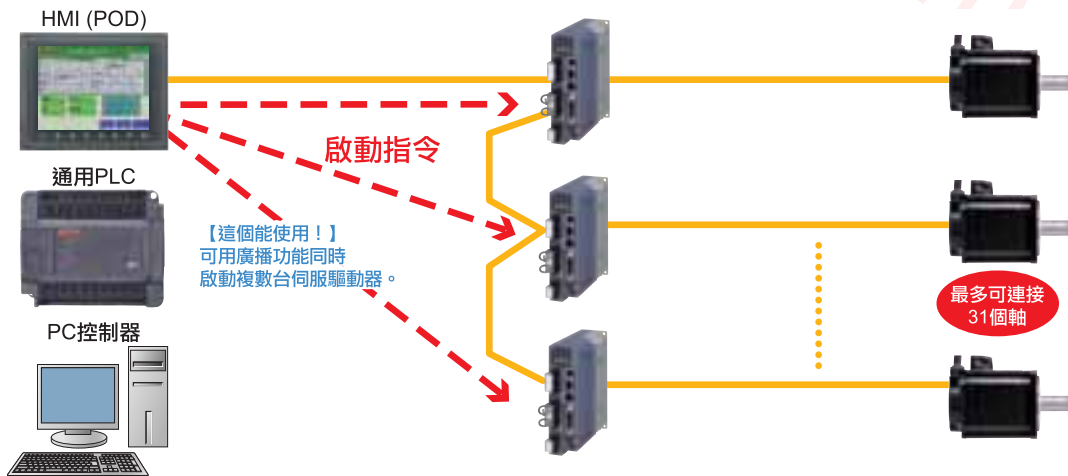 HMI (POD)
啟動指令
通用PLC
【這個能使用！】
可用廣播功能同時
啟動複數台伺服驅動器。
最多可連接
31個軸
PC控制器